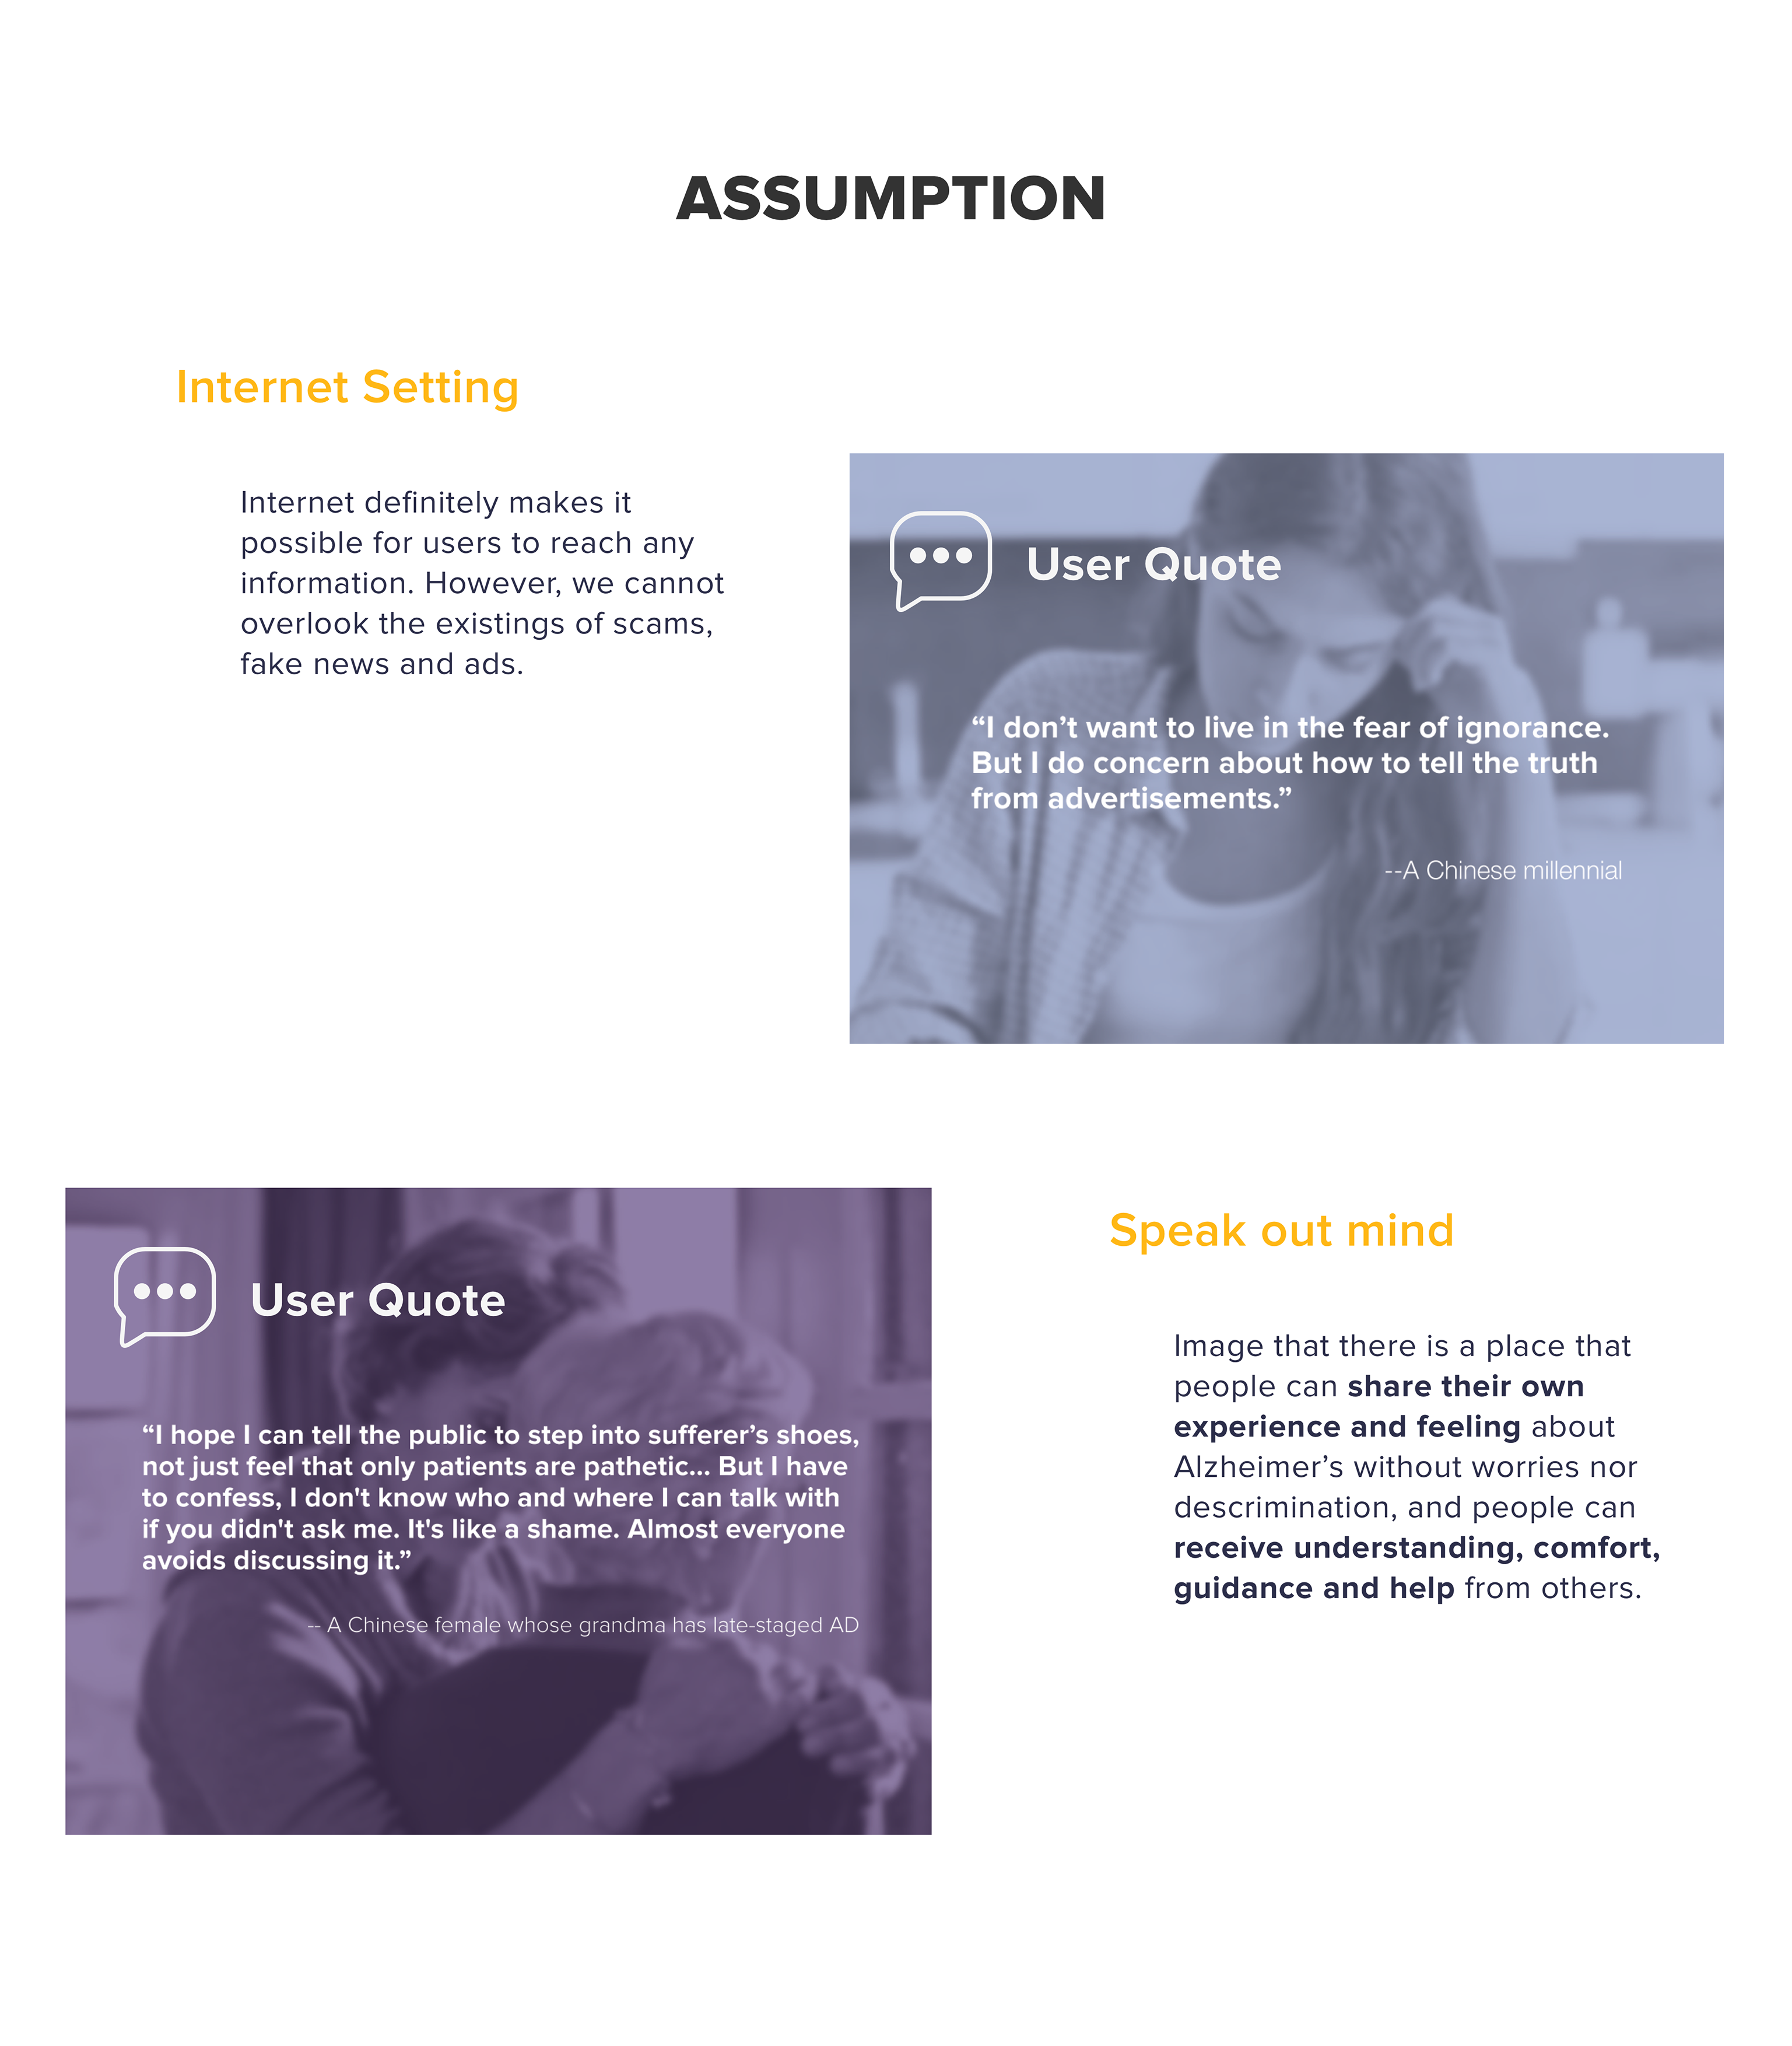 ASSUMPTION
Internet Setting
Internet definitely makes it
possible for users to reach any
information. However, we cannot
overlook the existings of scams,
fake news and ads.
User Quote
“I don’t want to live in the fear of ignorance.
But I do concern about how to tell the truth
from advertisements.”
--A Chinese millennial
User Quote
“I hope I can tell the public to step into sufferer’s shoes,
not just feel that only patients are pathetic... But I have
to confess, I don't know who and where I can talk with
if you didn't ask me. It's like a shame. Almost everyone
avoids discussing it.”
-- A Chinese female whose grandma has late-staged AD
Speak out mind
Image that there is a place that
people can share their own
experience and feeling about
Alzheimer’s without worries nor
descrimination, and people can
receive understanding, comfort,
guidance and help from others.